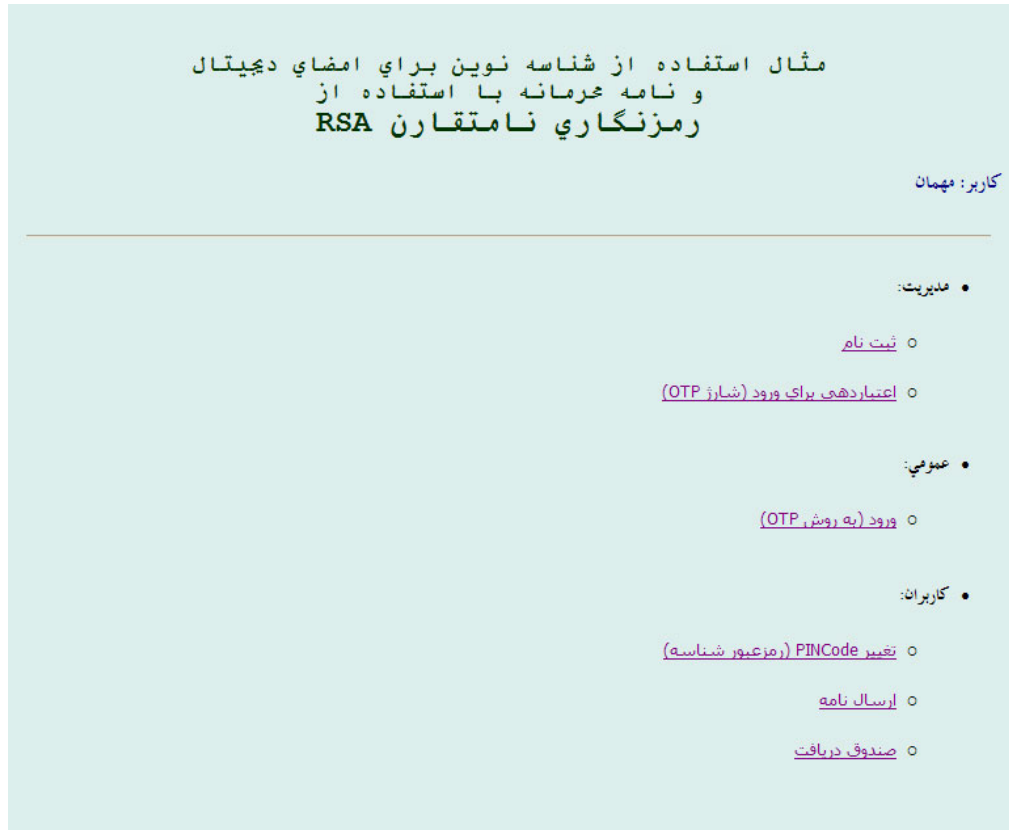 مثال استفاده از شناسه نوين براي امضاي ديجيتال
و نامه محرمانه با استفاده از
رمزنگاري نامتقارن RSA
كاربر: مهمان
• مديريت:
○ ثبت نام
○ اعتباردهی برای ورود (شارژ OTP)
• عمومي:
○ ورود (به روش OTP)
• كاربران:
○ تغيير PINCode (رمزعبور شناسه)
○ ارسال نامه
○ صندوق دريافت